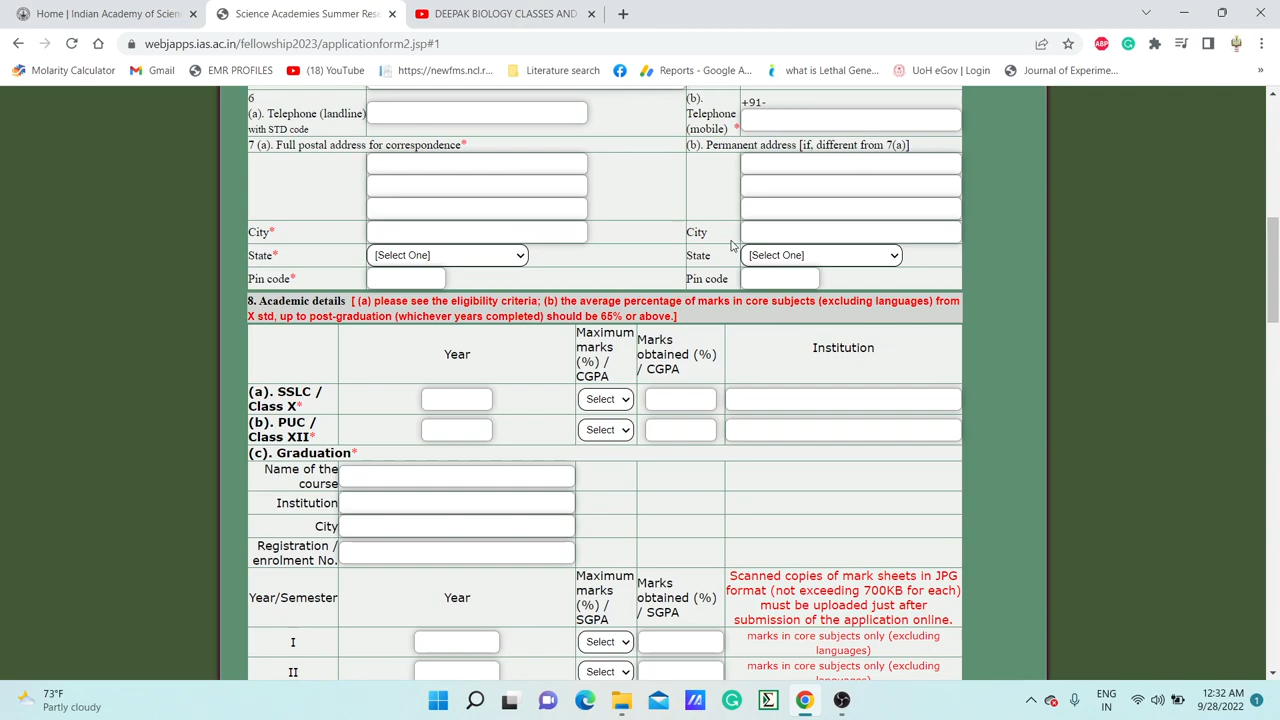 Home | Indian Academy of Scien
Science Academies Summer Rese
DEEPAK BIOLOGY CLASSES AND
webjapps.ias.ac.in/fellowship2023/applicationform2.jsp#1
ABP
Molarity Calculator
Gmail
EMR PROFILES
(18) YouTube
https://newfms.ncl.r...
Literature search
Reports - Google A...
what is Lethal Gene...
UoH eGov | Login
Journal of Experime...
»
6
(a). Telephone (landline)
with STD code
(b).
Telephone
(mobile) *
+91-
7 (a). Full postal address for correspondence*
(b). Permanent address [if, different from 7(a)]
City*
City
State*
[Select One]
State
[Select One]
Pin code*
Pin code
8. Academic details [ (a) please see the eligibility criteria; (b) the average percentage of marks in core subjects (excluding languages) from
X std, up to post-graduation (whichever years completed) should be 65% or above.]
Year
Maximum
marks
(%) /
CGPA
Marks
obtained (%)
/ CGPA
Institution
(a). SSLC /
Class X*
Select
(b). PUC /
Class XII*
Select
(c). Graduation*
Name of the
course
Institution
City
Registration /
enrolment No.
Year/Semester
Year
Maximum
marks
(%) /
SGPA
Marks
obtained (%)
/ SGPA
Scanned copies of mark sheets in JPG
format (not exceeding 700KB for each)
must be uploaded just after
submission of the application online.
I
Select
marks in core subjects only (excluding
languages)
II
Select
marks in core subjects only (excluding
languages)
73°F
Partly cloudy
ENG
IN
12:32 AM
9/28/2022
1